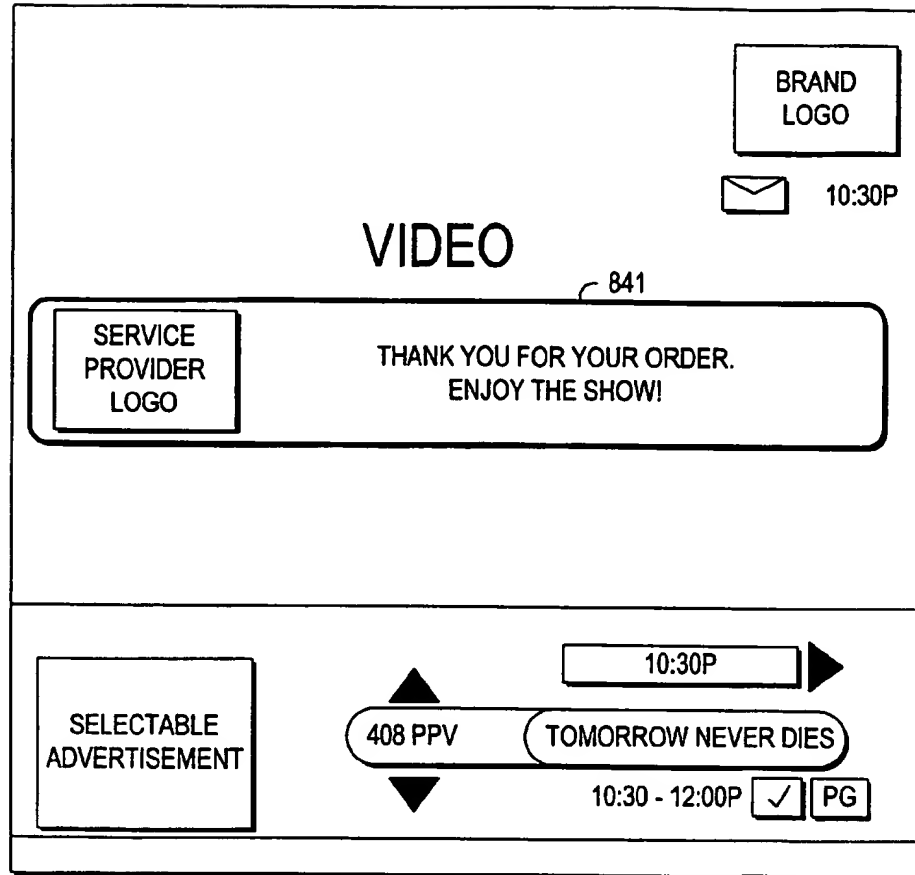 BRAND
LOGO
10:30P
VIDEO
841
SERVICE
PROVIDER
LOGO
THANK YOU FOR YOUR ORDER.
ENJOY THE SHOW!
10:30P
SELECTABLE
ADVERTISEMENT
408 PPV
TOMORROW NEVER DIES
10:30 - 12:00P ✓ PG